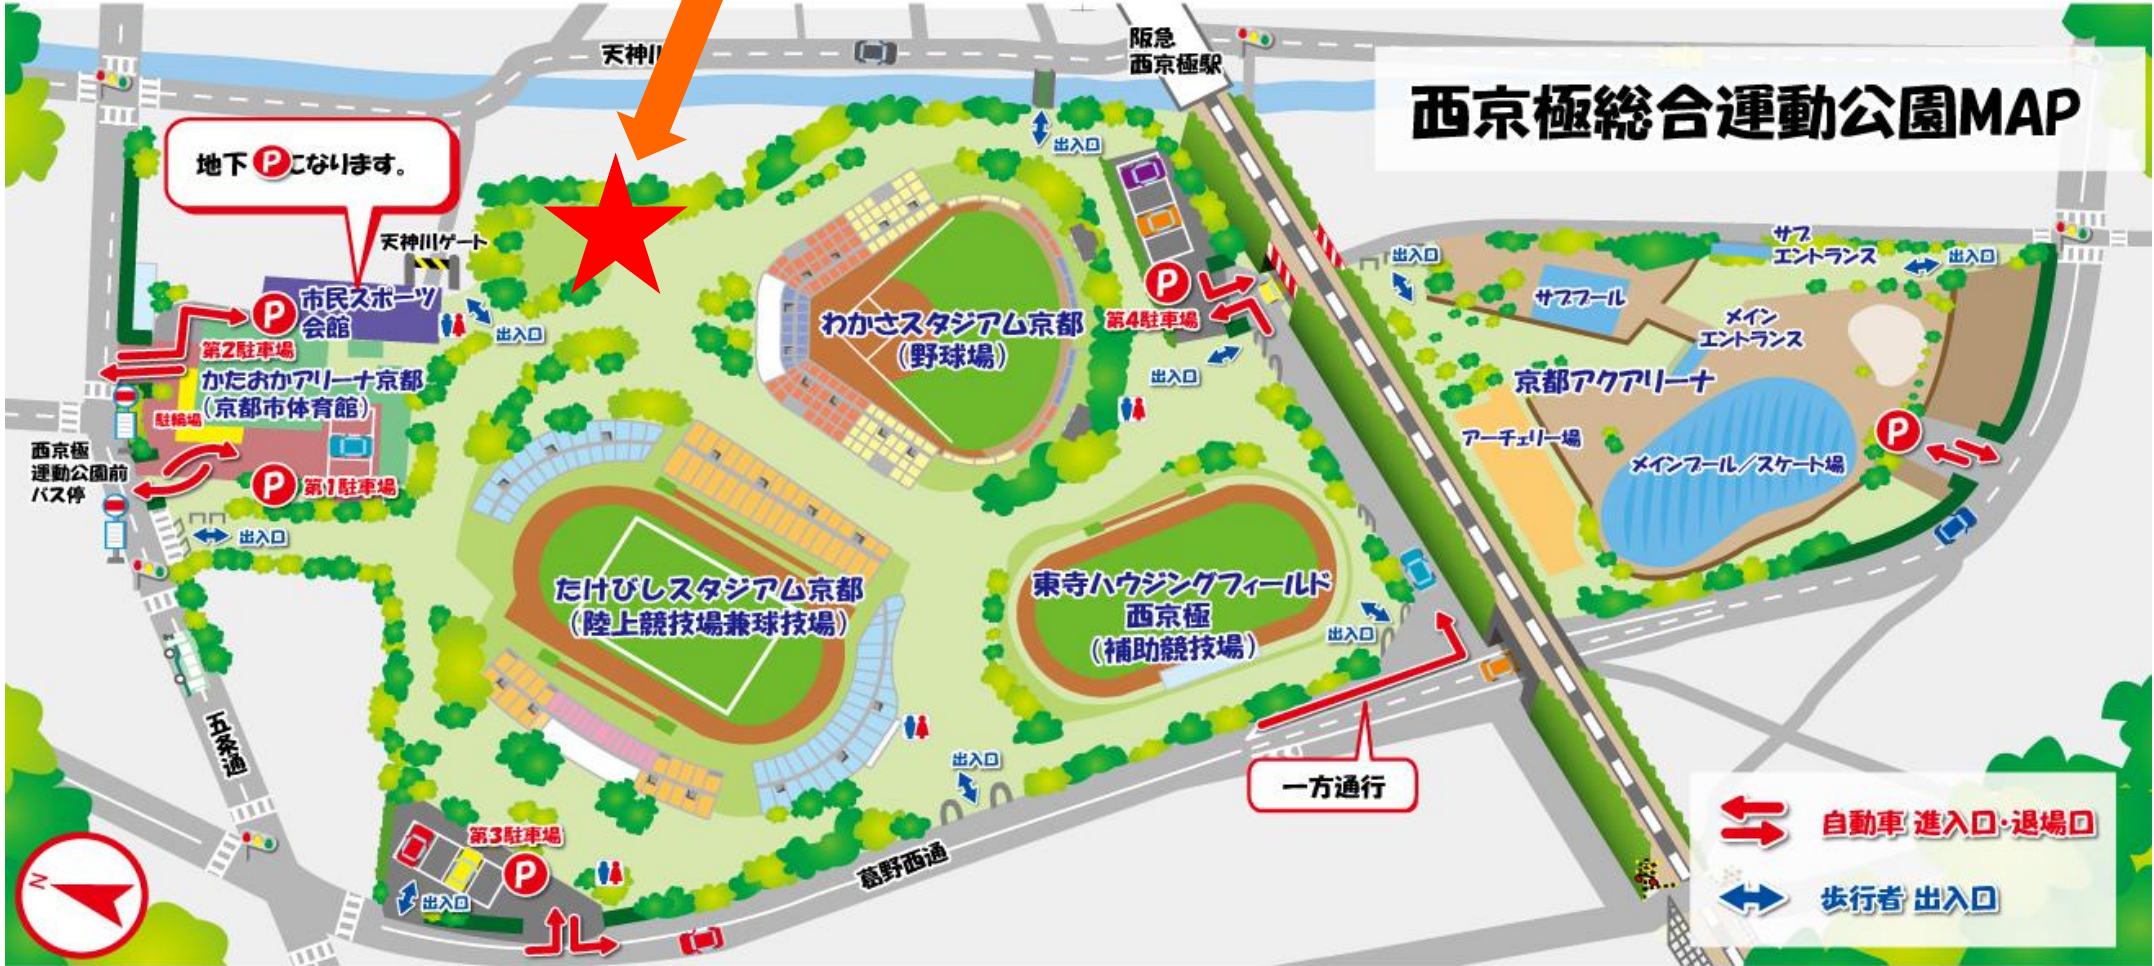 西京極総合運動公園MAP
天神川
阪急
西京極駅
出入口
地下Pになります。
天神川ゲート
市民スポーツ
会館
出入口
P
第2駐車場
かたおかアリーナ京都
(京都市体育館)
駐輪場
西京極
運動公園前
バス停
P
第1駐車場
出入口
わかさスタジアム京都
(野球場)
P
第4駐車場
出入口
出入口
サブ
エントランス
出入口
サブプール
メイン
エントランス
京都アクアリーナ
アーチェリー場
メインプール/スケート場
P
たけびしスタジアム京都
(陸上競技場兼球技場)
東寺ハウジングフィールド
西京極
(補助競技場)
出入口
五条通
出入口
一方通行
第3駐車場
P
出入口
葛野西通
N
自動車 進入口・退場口
歩行者 出入口